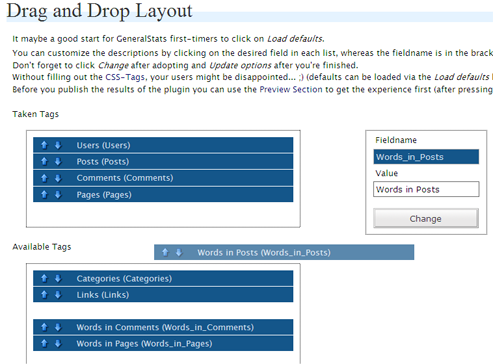 Drag and Drop Layout
It maybe a good start for GeneralStats first-timers to click on Load defaults.
You can customize the descriptions by clicking on the desired field in each list, whereas the fieldname is in the brack
Don't forget to click Change after adopting and Update options after you're finished.
Without filling out the CSS-Tags, your users might be disappointed... ;) (defaults can be loaded via the Load defaults
Before you publish the results of the plugin you can use the Preview Section to get the experience first (after pressing
Taken Tags
Users (Users)
Posts (Posts)
Comments (Comments)
Pages (Pages)
Fieldname
Words_in_Posts
Value
Words in Posts
Change
Available Tags
Words in Posts (Words_in_Posts)
Categories (Categories)
Links (Links)
Words in Comments (Words_in_Comments)
Words in Pages (Words_in_Pages)